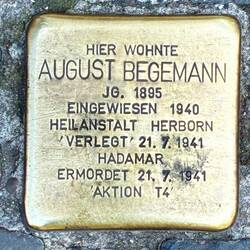 HIER WOHNTE
AUGUST BEGEMANN
JG. 1895
EINGEWIESEN 1940
HEILANSTALT HERBORN
'VERLEGT' 21.7.1941
HADAMAR
ERMORDET 21.7.1941
'AKTION T4'